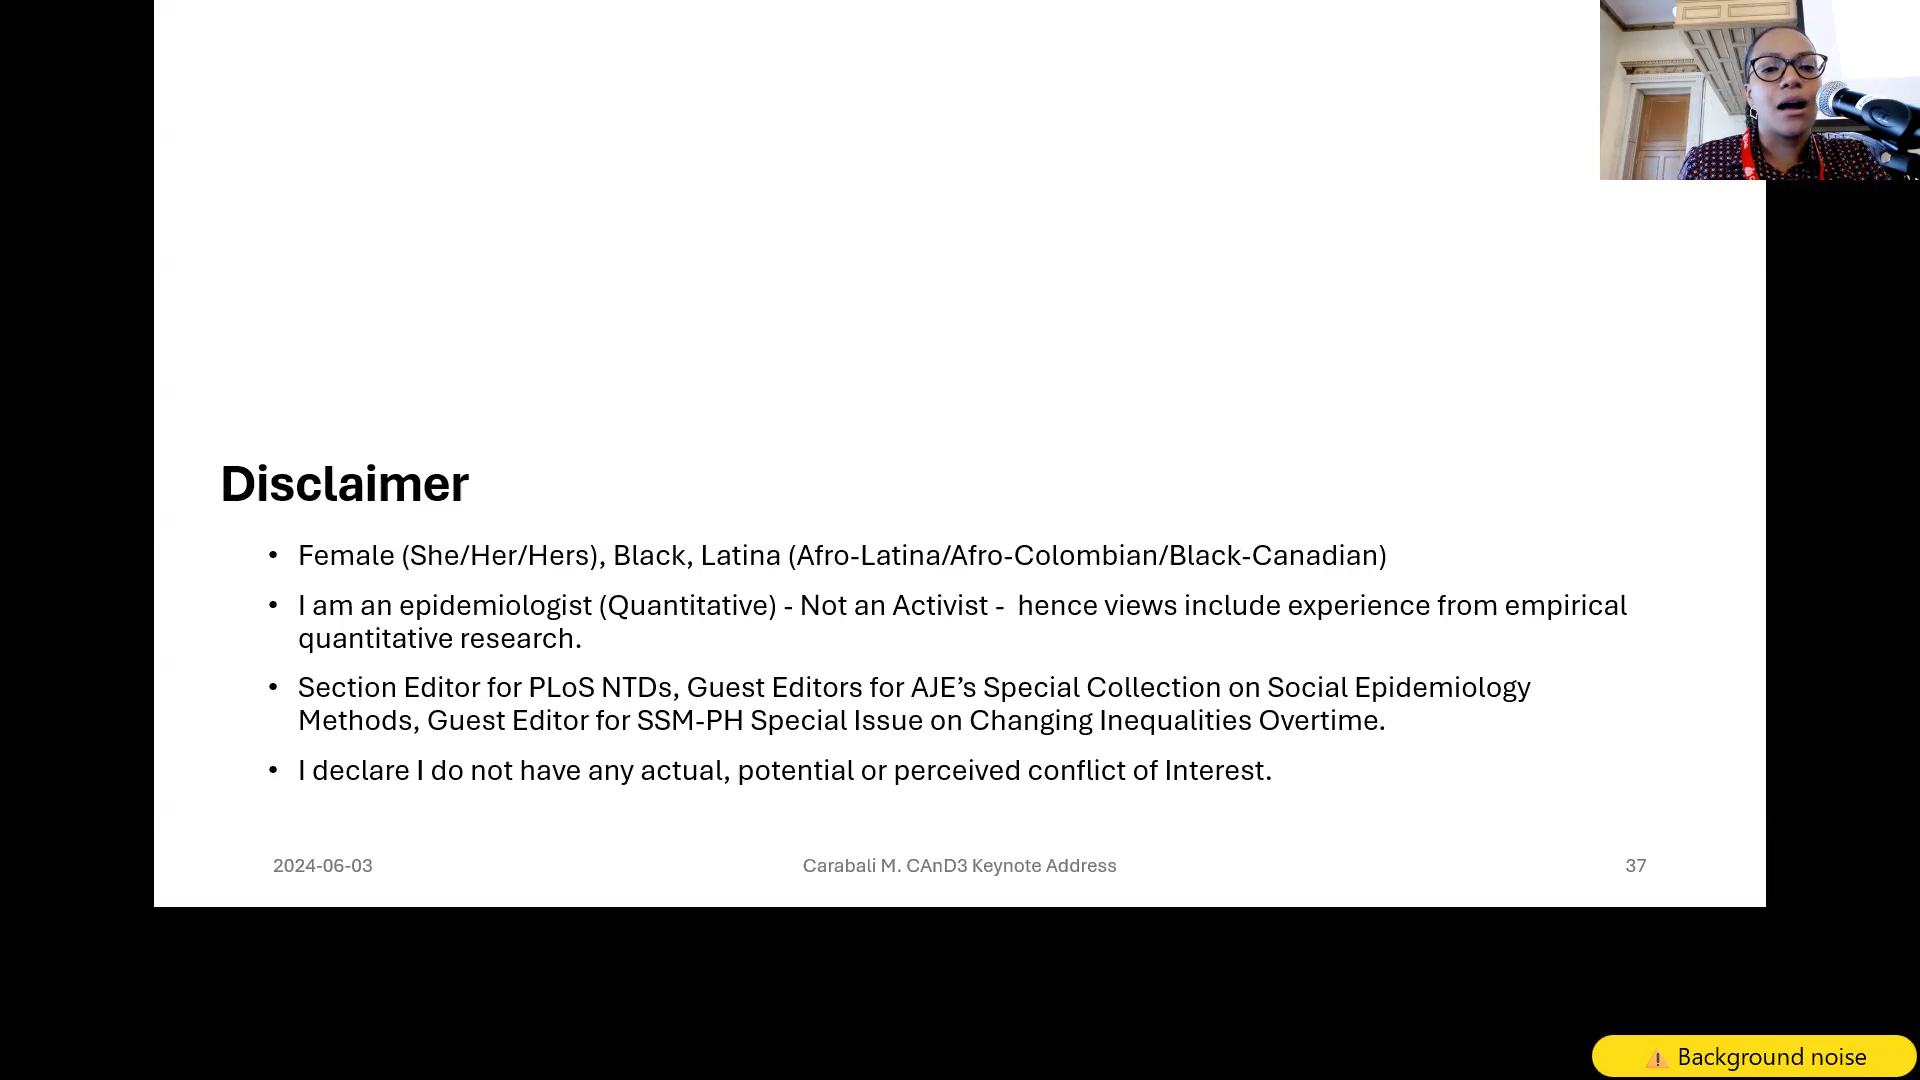 Disclaimer
• Female (She/Her/Hers), Black, Latina (Afro-Latina/Afro-Colombian/Black-Canadian)
• I am an epidemiologist (Quantitative) - Not an Activist -  hence views include experience from empirical
quantitative research.
• Section Editor for PLoS NTDs, Guest Editors for AJE’s Special Collection on Social Epidemiology
Methods, Guest Editor for SSM-PH Special Issue on Changing Inequalities Overtime.
• I declare I do not have any actual, potential or perceived conflict of Interest.
2024-06-03
Carabali M. CAnD3 Keynote Address
37
Background noise